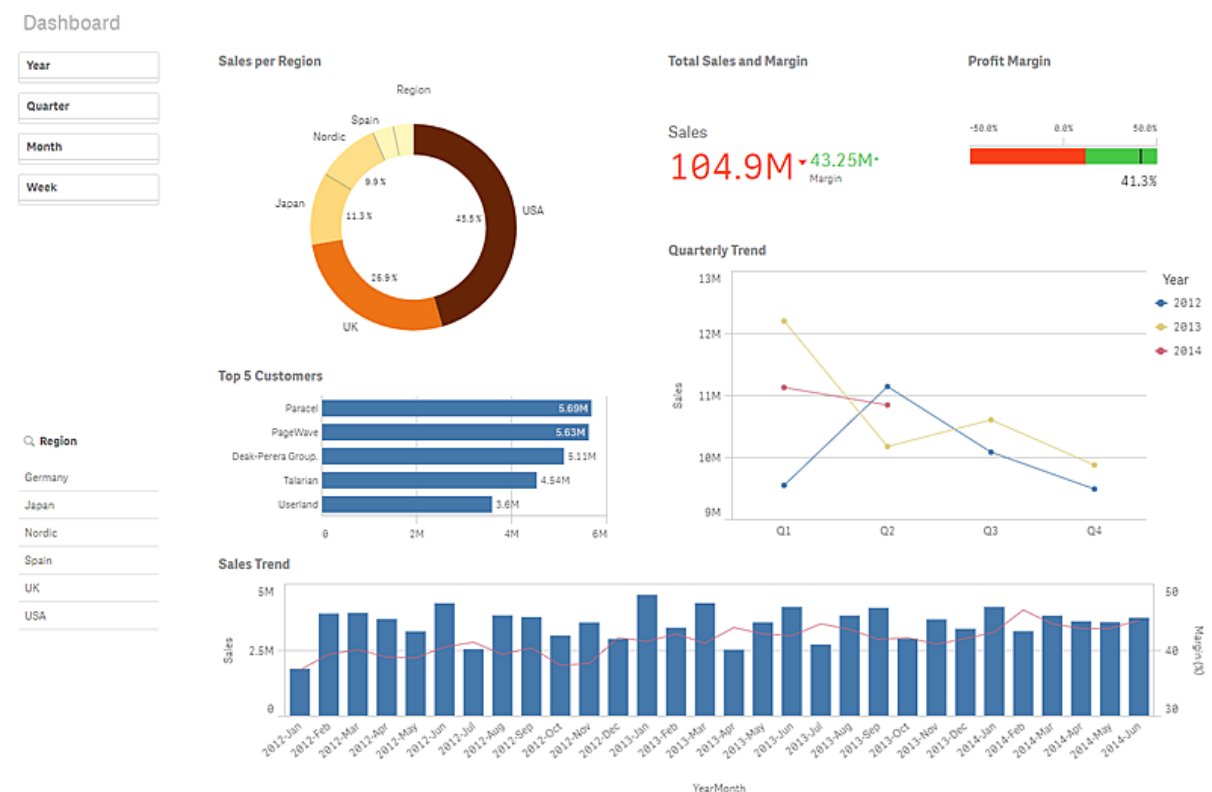 Dashboard
Year
Quarter
Month
Week
Region
Germany
Japan
Nordic
Spain
UK
USA
Sales per Region
Region
Spain
Nordic
Japan
UK
USA
9.9%
11.3%
26.9%
45.5%
Total Sales and Margin
Sales
104.9M
43.25M
Margin
Profit Margin
-50.0% 0.0% 50.0%
41.3%
Top 5 Customers
Paracel 5.69M
PageWave 5.63M
Deak-Perera Group. 5.11M
Talarian 4.54M
Userland 3.6M
0 2M 4M 6M
Quarterly Trend
Sales
13M
12M
11M
10M
9M
Q1 Q2 Q3 Q4
Year
2012
2013
2014
Sales Trend
Sales
5M
2.5M
0
50
40
30
Margin (%)
2012-Jan 2012-Feb 2012-Mar 2012-Apr 2012-May 2012-Jun 2012-Jul 2012-Aug 2012-Sep 2012-Oct 2012-Nov 2012-Dec 2013-Jan 2013-Feb 2013-Mar 2013-Apr 2013-May 2013-Jun 2013-Jul 2013-Aug 2013-Sep 2013-Oct 2013-Nov 2013-Dec 2014-Jan 2014-Feb 2014-Mar 2014-Apr 2014-May 2014-Jun
YearMonth